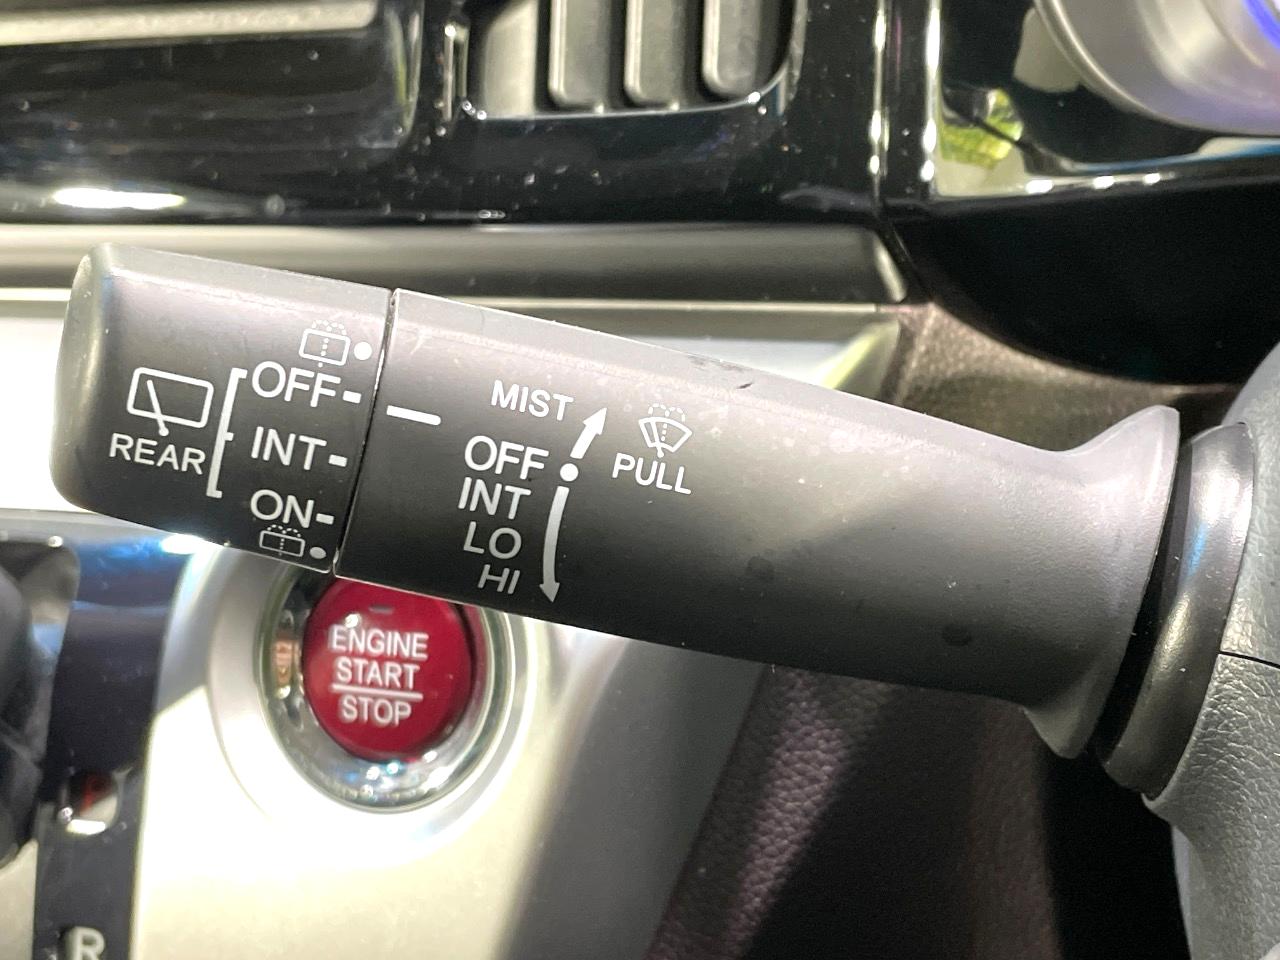 REAR
OFF
INT
ON
MIST
OFF
INT
LO
HI
PULL
ENGINE
START
STOP
R